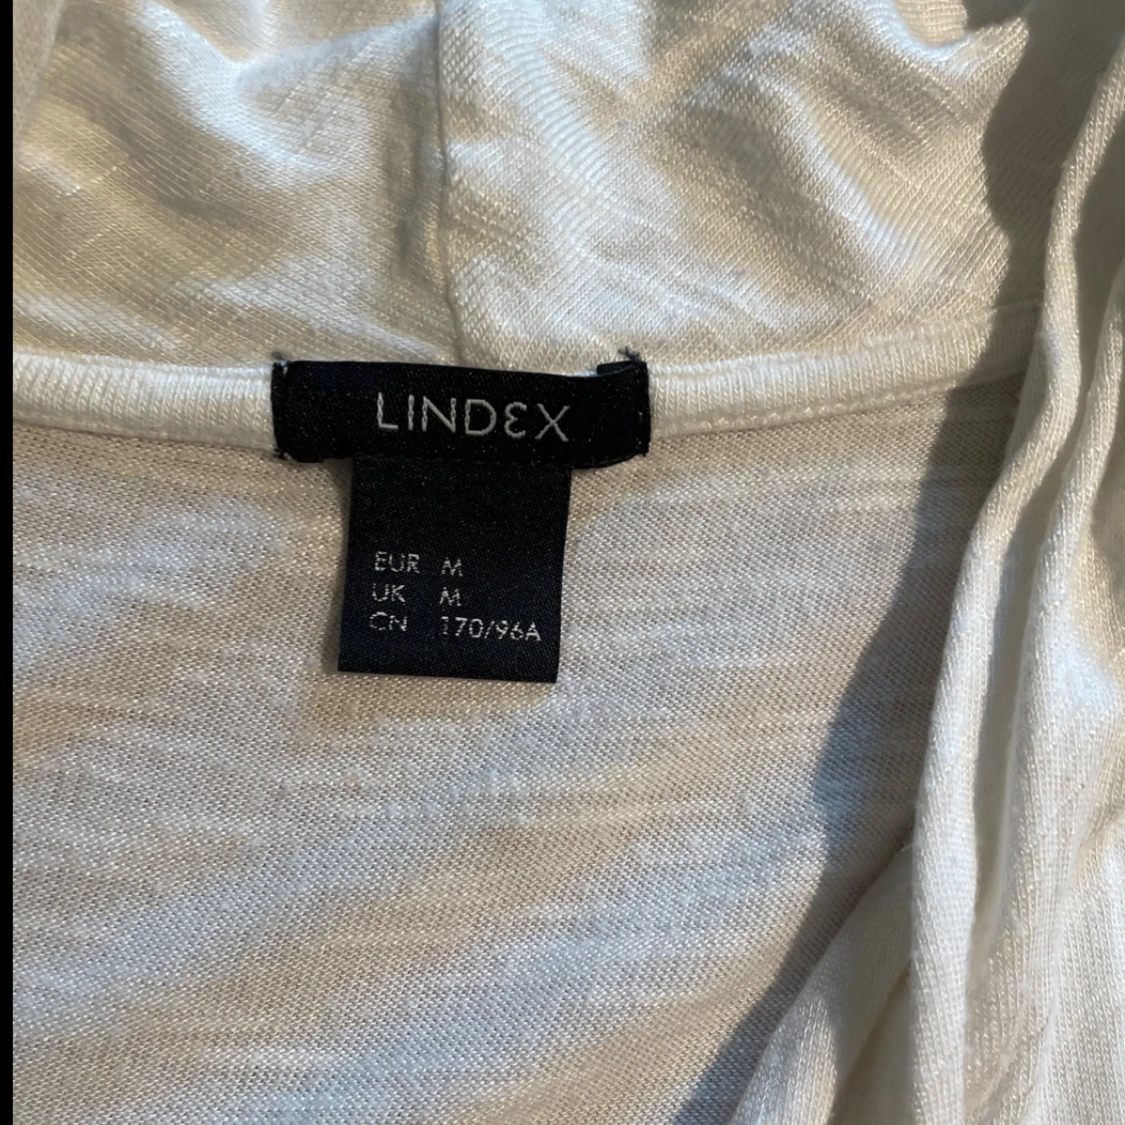 LINDEX
EUR M
UK M
CN 170/96A